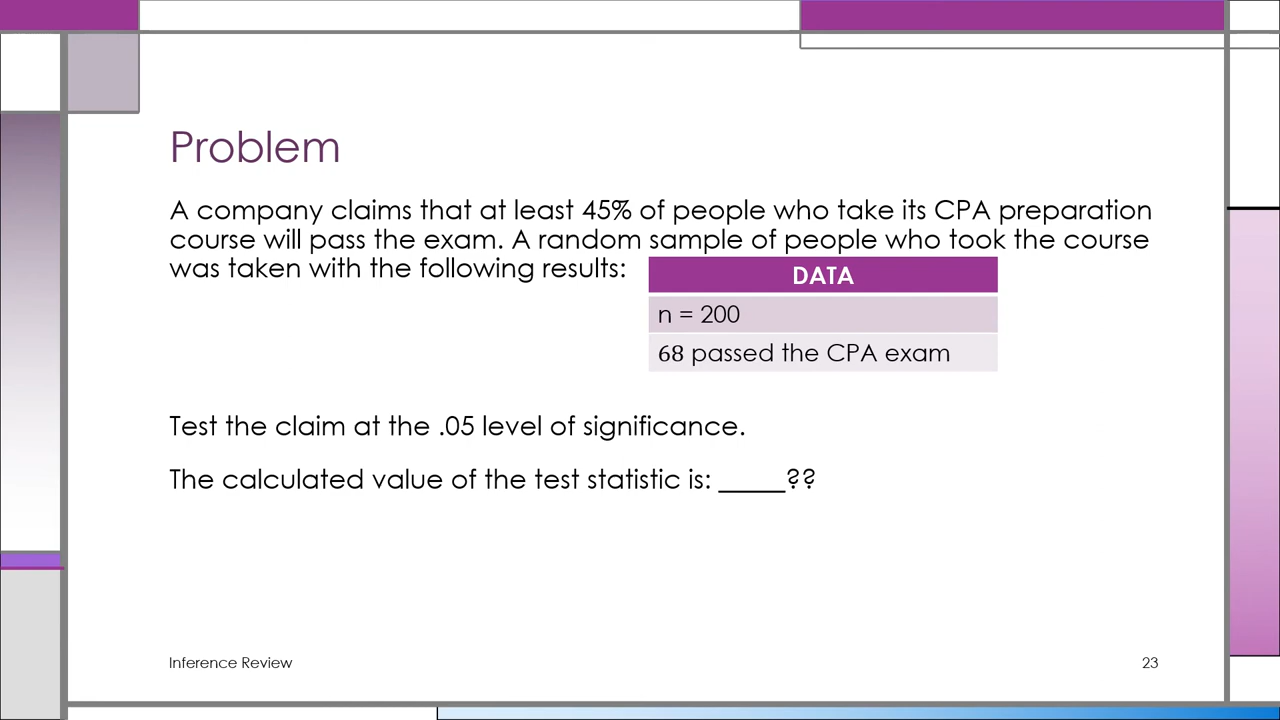 Problem
A company claims that at least 45% of people who take its CPA preparation
course will pass the exam. A random sample of people who took the course
was taken with the following results:
DATA
n = 200
68 passed the CPA exam
Test the claim at the .05 level of significance.
The calculated value of the test statistic is: _____??
Inference Review
23